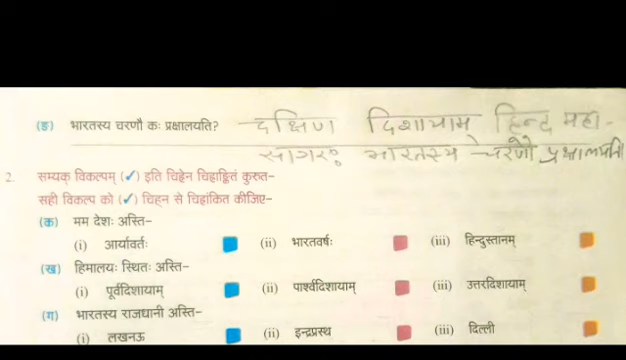 (ङ) भारतस्य चरणौ कः प्रक्षालयति? दक्षिण दिशायाम् हिन्द महा-
सागरः भारतस्य चरणौ प्रक्षालयति।
2. सम्यक् विकल्पम् (✓) इति चिह्नेन चिह्नाङ्कितं कुरुत–
सही विकल्प को (✓) चिह्न से चिह्नांकित कीजिए–
(क) मम देशः अस्ति–
(i) आर्यावर्तः (ii) भारतवर्षः (iii) हिन्दुस्तानम्
(ख) हिमालयः स्थितः अस्ति–
(i) पूर्वदिशायाम् (ii) पार्श्वदिशायाम् (iii) उत्तरदिशायाम्
(ग) भारतस्य राजधानी अस्ति–
(i) लखनऊ (ii) इन्द्रप्रस्थ (iii) दिल्ली